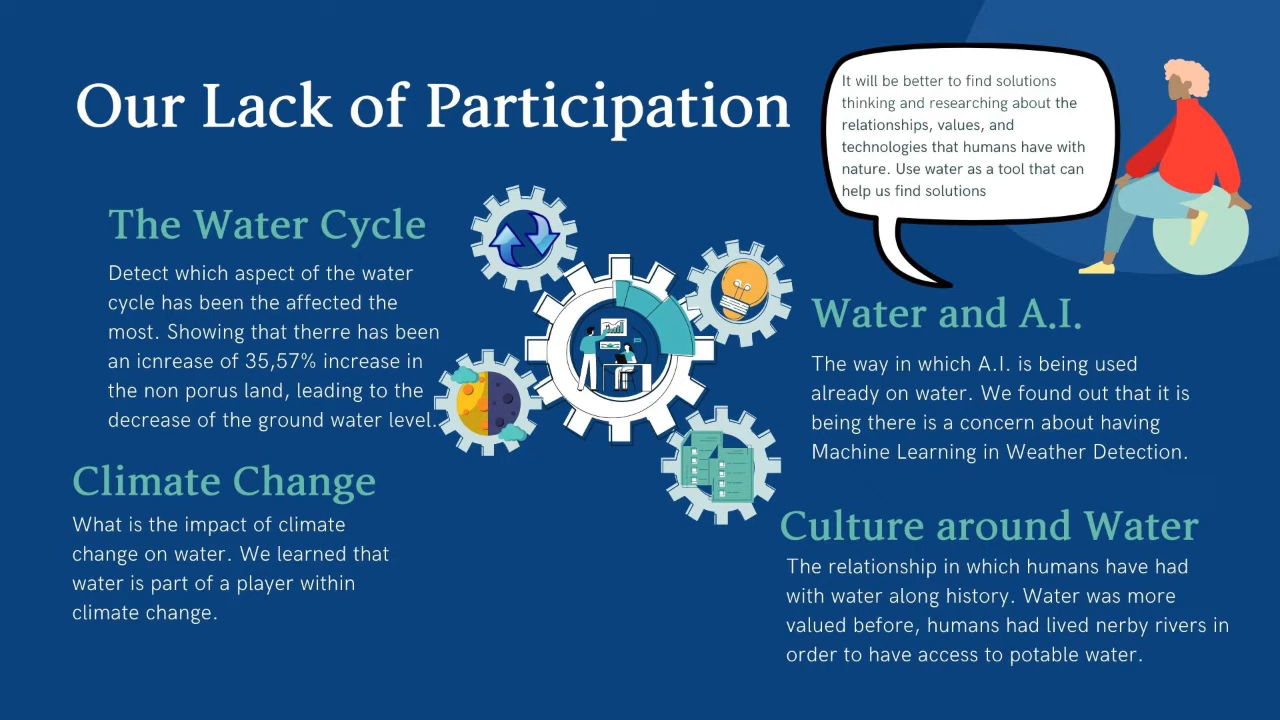 Our Lack of Participation
It will be better to find solutions
thinking and researching about the
relationships, values, and
technologies that humans have with
nature. Use water as a tool that can
help us find solutions
The Water Cycle
Detect which aspect of the water
cycle has been the affected the
most. Showing that therre has been
an icnrease of 35,57% increase in
the non porus land, leading to the
decrease of the ground water level.
Climate Change
What is the impact of climate
change on water. We learned that
water is part of a player within
climate change.
Water and A.I.
The way in which A.I. is being used
already on water. We found out that it is
being there is a concern about having
Machine Learning in Weather Detection.
Culture around Water
The relationship in which humans have had
with water along history. Water was more
valued before, humans had lived nerby rivers in
order to have access to potable water.